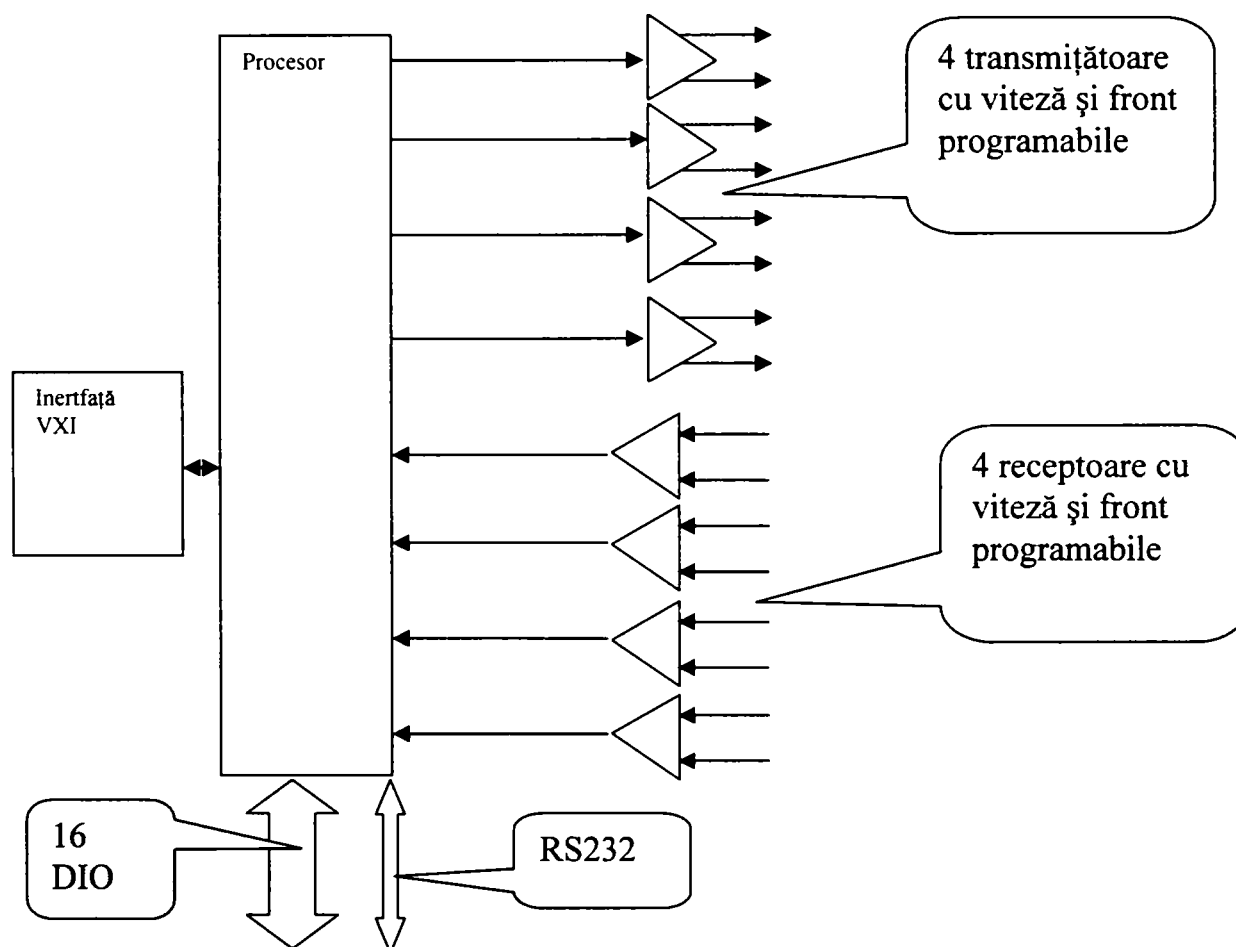 Procesor
4 transmițătoare
cu viteză și front
programabile
Inertfață
VXI
4 receptoare cu
viteză și front
programabile
16
DIO
RS232